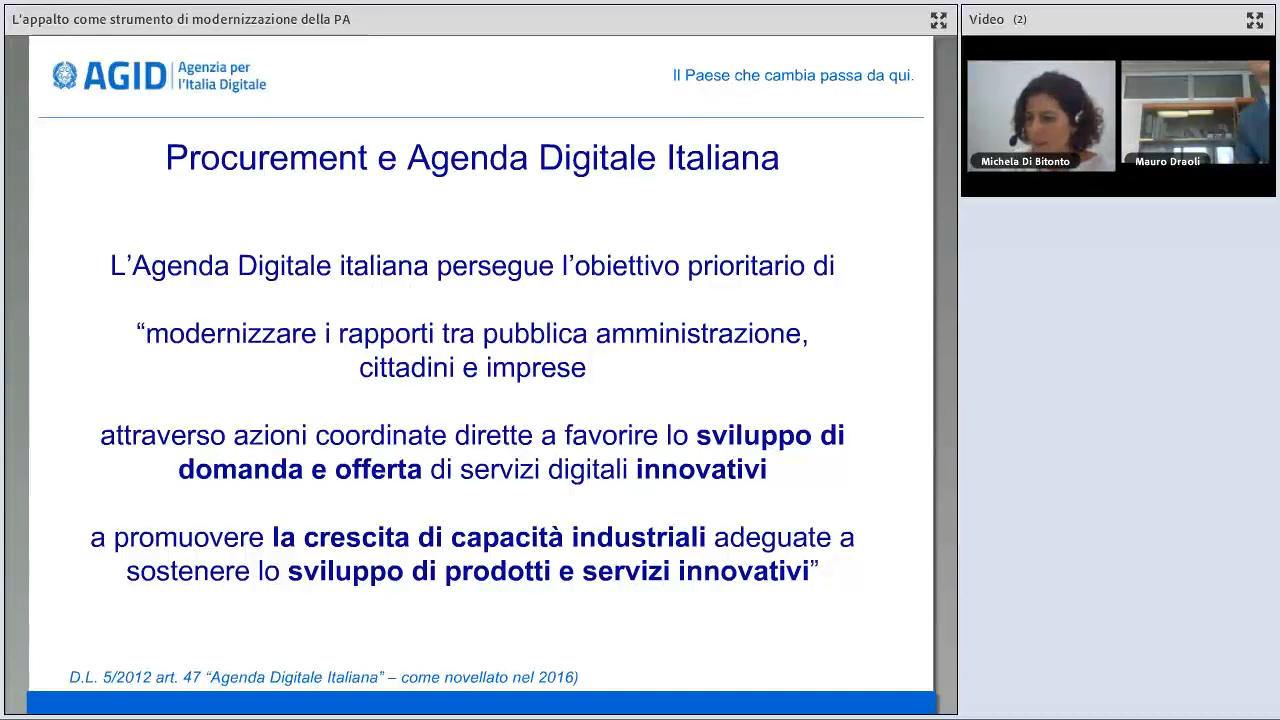 L'appalto come strumento di modernizzazione della PA
Video (2)
AGID
Agenzia per
l'Italia Digitale
Il Paese che cambia passa da qui.
Michela Di Bitonto
Mauro Draoli
Procurement e Agenda Digitale Italiana
L'Agenda Digitale italiana persegue l'obiettivo prioritario di
“modernizzare i rapporti tra pubblica amministrazione,
cittadini e imprese
attraverso azioni coordinate dirette a favorire lo sviluppo di
domanda e offerta di servizi digitali innovativi
a promuovere la crescita di capacità industriali adeguate a
sostenere lo sviluppo di prodotti e servizi innovativi”
D.L. 5/2012 art. 47 “Agenda Digitale Italiana” – come novellato nel 2016)